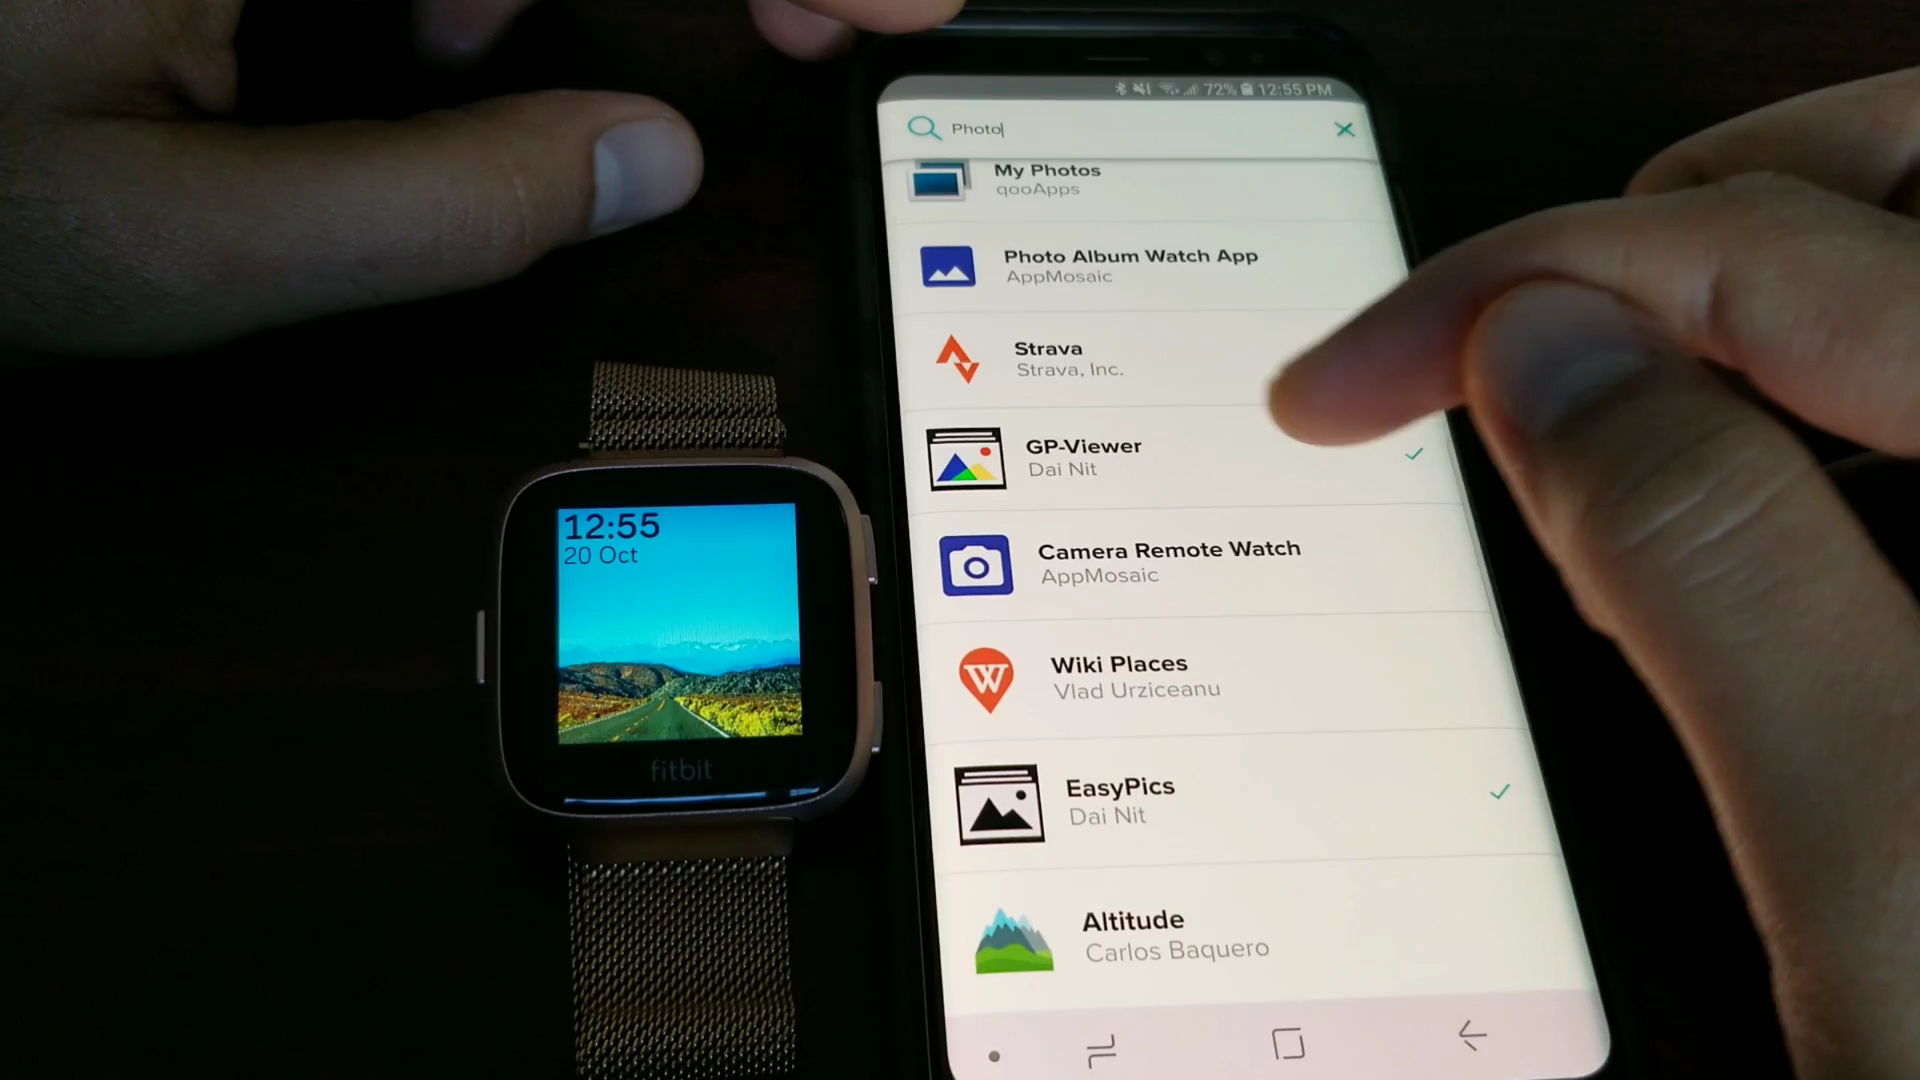 72% 12:55 PM
Photo
My Photos
qooApps
Photo Album Watch App
AppMosaic
Strava
Strava, Inc.
GP-Viewer
Dai Nit
Camera Remote Watch
AppMosaic
W
Wiki Places
Vlad Urziceanu
EasyPics
Dai Nit
Altitude
Carlos Baquero
12:55
20 Oct
fitbit